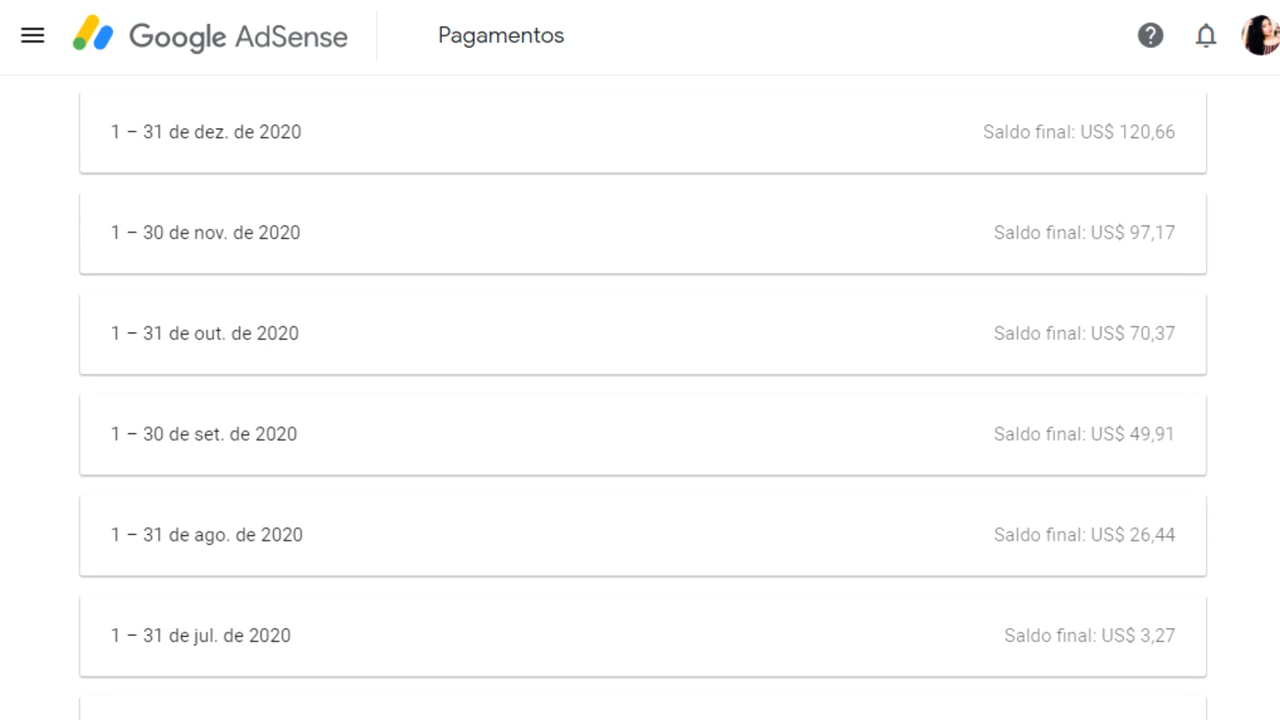 Google AdSense
Pagamentos
1 – 31 de dez. de 2020
Saldo final: US$ 120,66
1 – 30 de nov. de 2020
Saldo final: US$ 97,17
1 – 31 de out. de 2020
Saldo final: US$ 70,37
1 – 30 de set. de 2020
Saldo final: US$ 49,91
1 – 31 de ago. de 2020
Saldo final: US$ 26,44
1 – 31 de jul. de 2020
Saldo final: US$ 3,27